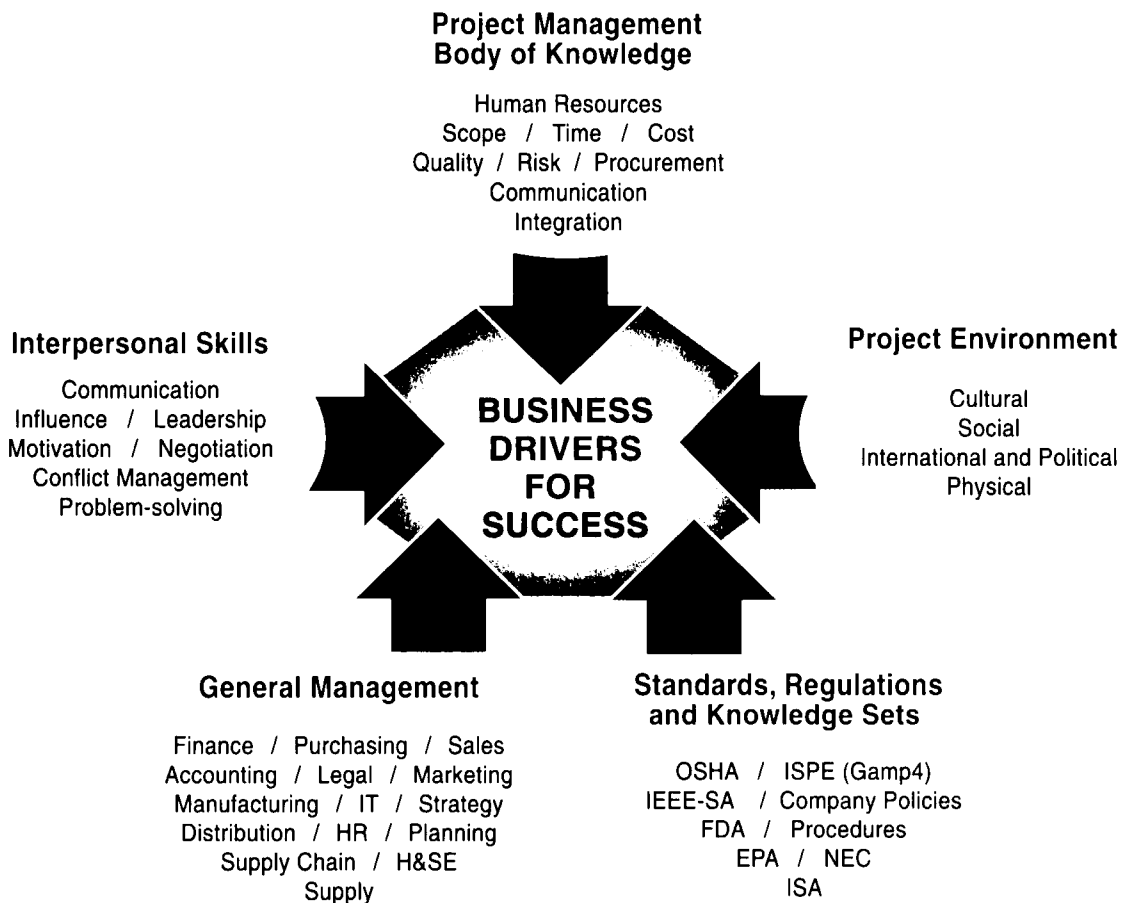 Project Management
Body of Knowledge
Human Resources
Scope / Time / Cost
Quality / Risk / Procurement
Communication
Integration
Interpersonal Skills
Communication
Influence / Leadership
Motivation / Negotiation
Conflict Management
Problem-solving
BUSINESS
DRIVERS
FOR
SUCCESS
Project Environment
Cultural
Social
International and Political
Physical
General Management
Finance / Purchasing / Sales
Accounting / Legal / Marketing
Manufacturing / IT / Strategy
Distribution / HR / Planning
Supply Chain / H&SE
Supply
Standards, Regulations
and Knowledge Sets
OSHA / ISPE (Gamp4)
IEEE-SA / Company Policies
FDA / Procedures
EPA / NEC
ISA